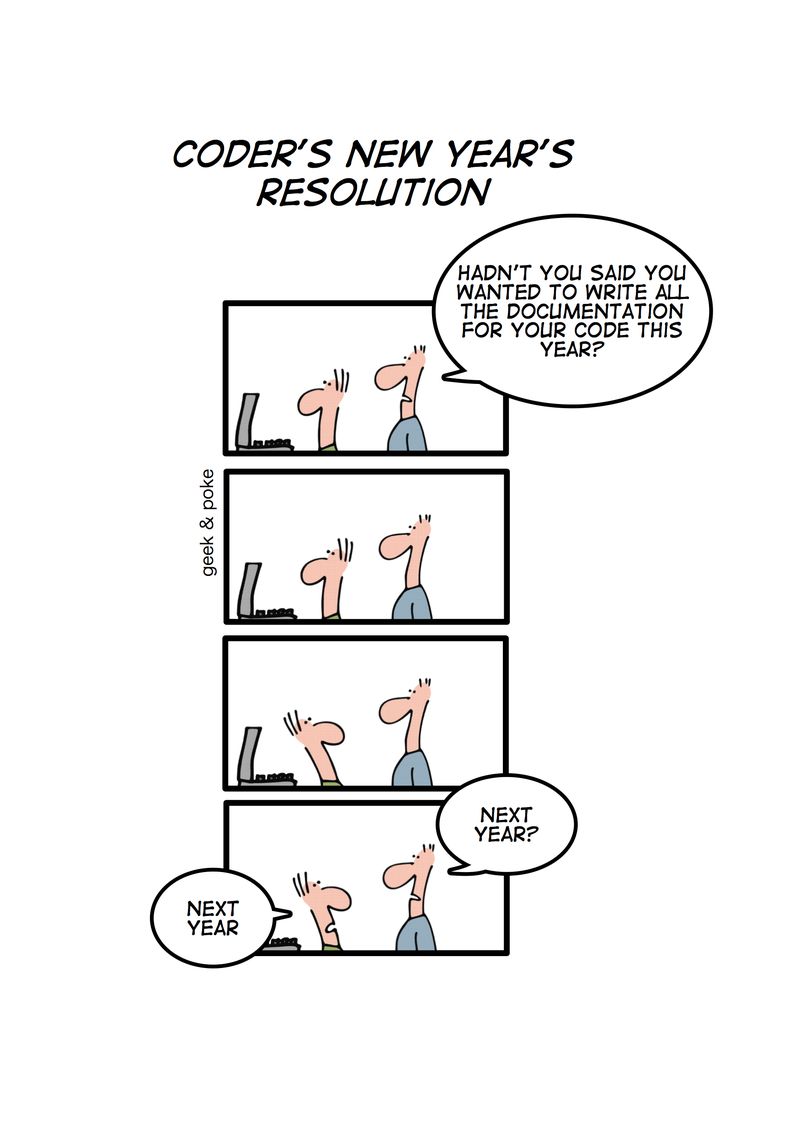 CODER'S NEW YEAR'S
RESOLUTION
HADN'T YOU SAID YOU
WANTED TO WRITE ALL
THE DOCUMENTATION
FOR YOUR CODE THIS
YEAR?
geek & poke
NEXT
YEAR?
NEXT
YEAR